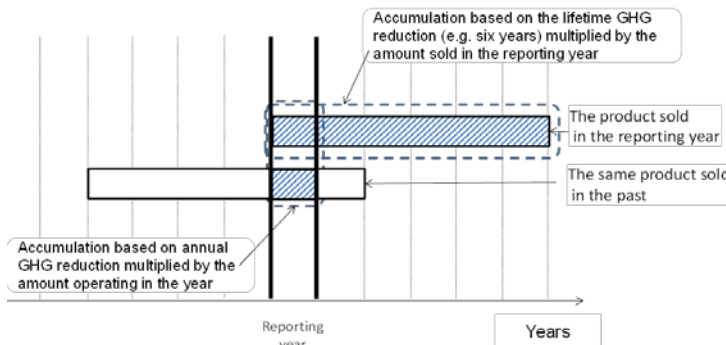 Accumulation based on the lifetime GHG
reduction (e.g. six years) multiplied by the
amount sold in the reporting year
The product sold
in the reporting year
The same product sold
in the past
Accumulation based on annual
GHG reduction multiplied by the
amount operating in the year
Reporting
year
Years